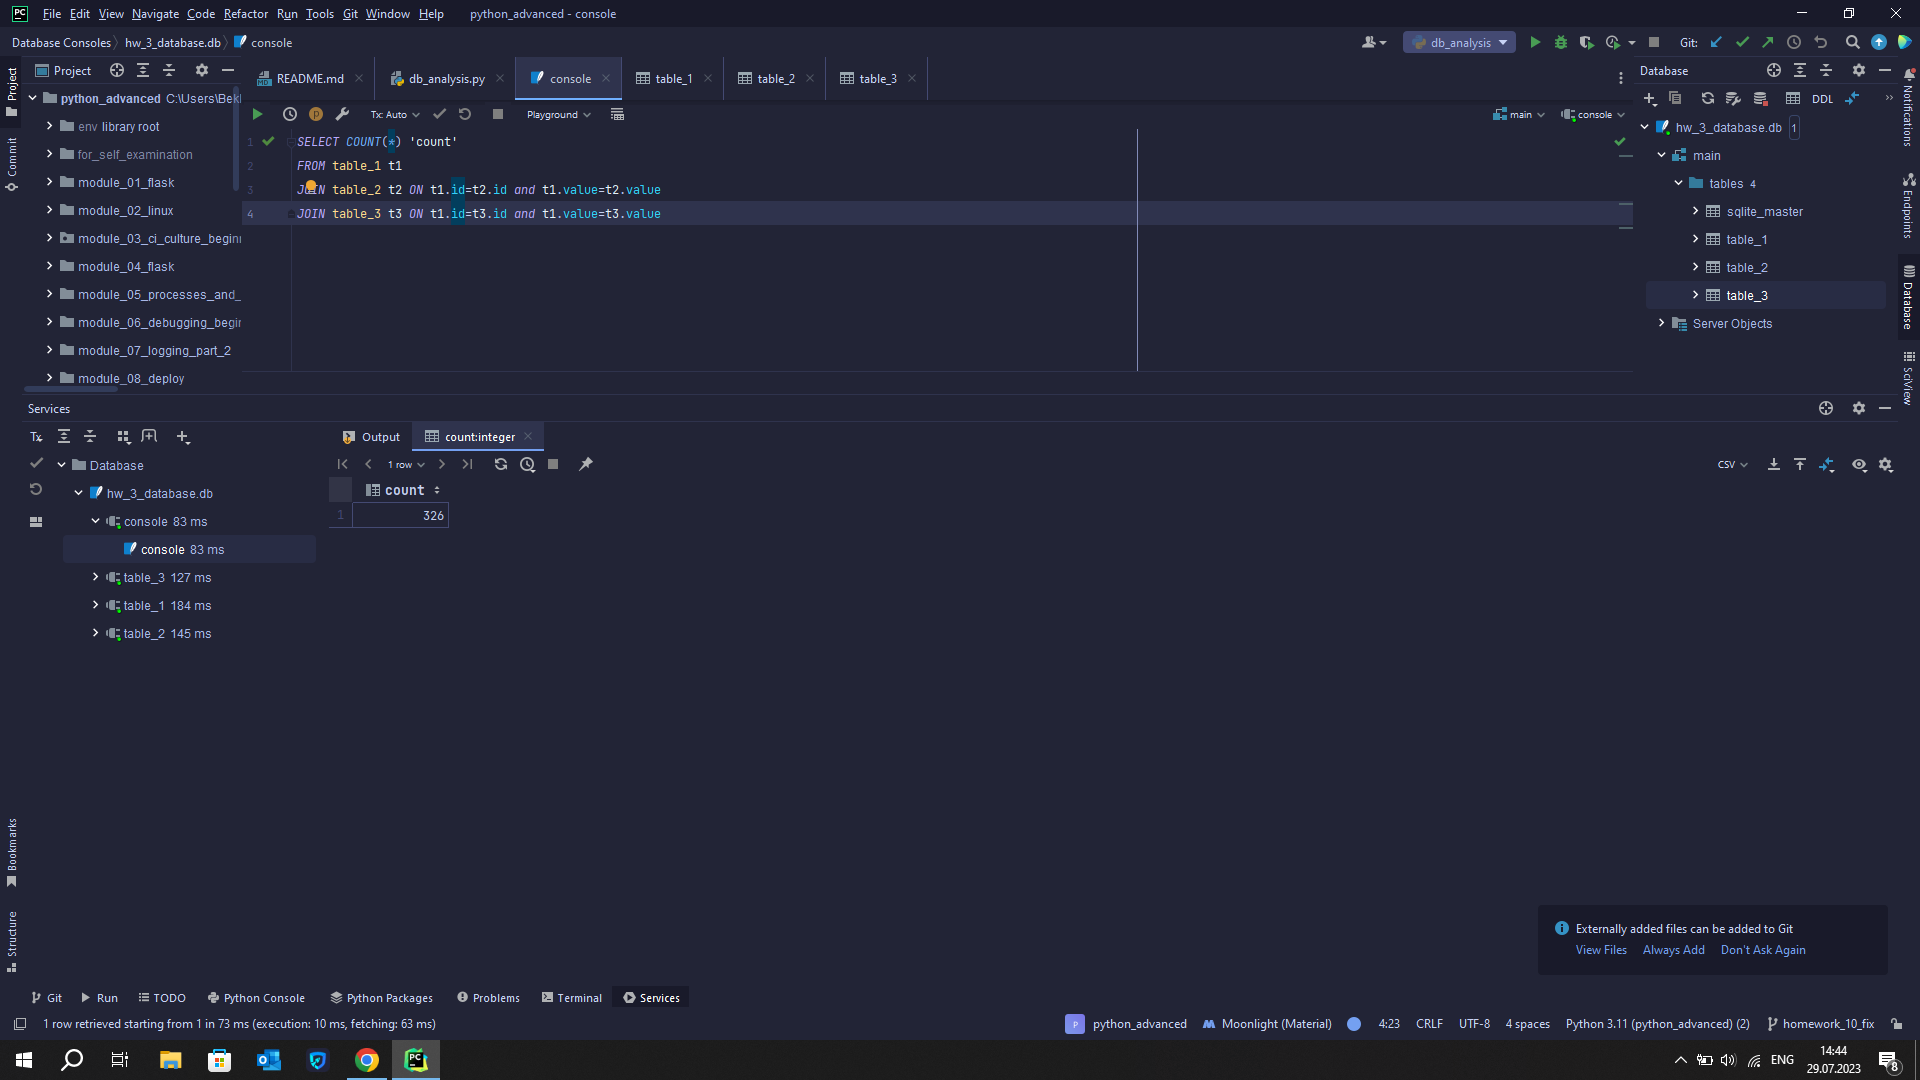 PC File Edit View Navigate Code Refactor Run Tools Git Window Help python_advanced - console
Database Consoles hw_3_database.db console db_analysis Git:
Project README.md db_analysis.py console table_1 table_2 table_3 Database
python_advanced C:\Users\Bek
Tx: Auto Playground main console DDL
env library root
for_self_examination
module_01_flask
module_02_linux
module_03_ci_culture_beginn
module_04_flask
module_05_processes_and_
module_06_debugging_begir
module_07_logging_part_2
module_08_deploy
1 SELECT COUNT(*) 'count'
2 FROM table_1 t1
3 JOIN table_2 t2 ON t1.id=t2.id and t1.value=t2.value
4 JOIN table_3 t3 ON t1.id=t3.id and t1.value=t3.value
hw_3_database.db 1
main
tables 4
sqlite_master
table_1
table_2
table_3
Server Objects
Project
Commit
Bookmarks
Structure
Notifications
Endpoints
Database
SciView
Services
Tx
Output count:integer
1 row CSV
Database
hw_3_database.db
console 83 ms
console 83 ms
table_3 127 ms
table_1 184 ms
table_2 145 ms
count
1 326
Externally added files can be added to Git
View Files Always Add Don't Ask Again
Git Run TODO Python Console Python Packages Problems Terminal Services
1 row retrieved starting from 1 in 73 ms (execution: 10 ms, fetching: 63 ms) P python_advanced Moonlight (Material) 4:23 CRLF UTF-8 4 spaces Python 3.11 (python_advanced) (2) homework_10_fix
PC ENG 14:44
29.07.2023 8